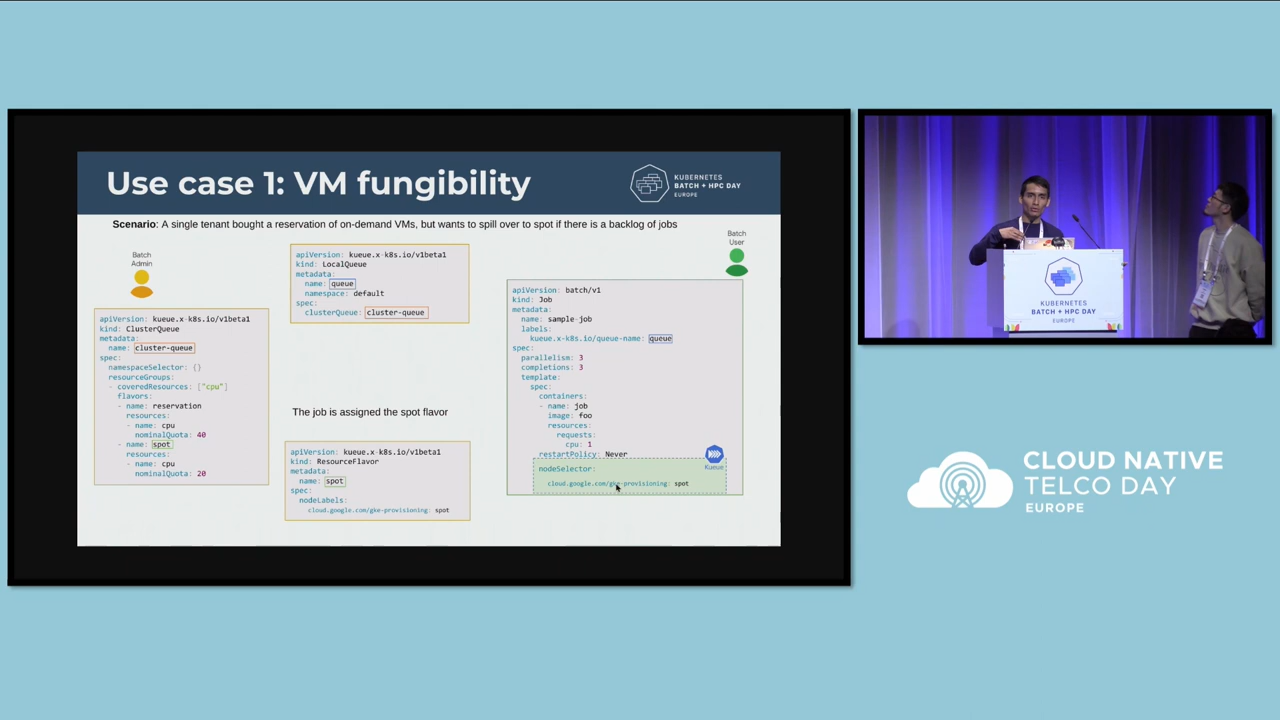 Use case 1: VM fungibility
KUBERNETES
BATCH + HPC DAY
EUROPE
Scenario: A single tenant bought a reservation of on-demand VMs, but wants to spill over to spot if there is a backlog of jobs
Batch
Admin
apiVersion: kueue.x-k8s.io/v1beta1
kind: ClusterQueue
metadata:
name: cluster-queue
spec:
namespaceSelector: {}
resourceGroups:
- coveredResources: ["cpu"]
flavors:
- name: reservation
resources:
- name: cpu
nominalQuota: 40
- name: spot
resources:
- name: cpu
nominalQuota: 20
apiVersion: kueue.x-k8s.io/v1beta1
kind: LocalQueue
metadata:
name: queue
namespace: default
spec:
clusterQueue: cluster-queue
The job is assigned the spot flavor
apiVersion: kueue.x-k8s.io/v1beta1
kind: ResourceFlavor
metadata:
name: spot
spec:
nodeLabels:
cloud.google.com/gke-provisioning: spot
Batch
User
apiVersion: batch/v1
kind: Job
metadata:
name: sample-job
labels:
kueue.x-k8s.io/queue-name: queue
spec:
parallelism: 3
completions: 3
template:
spec:
containers:
- name: job
image: foo
resources:
requests:
cpu: 1
restartPolicy: Never
Kueue
nodeSelector:
cloud.google.com/gke-provisioning: spot
KUBERNETES
BATCH + HPC DAY
EUROPE
CLOUD NATIVE
TELCO DAY
EUROPE